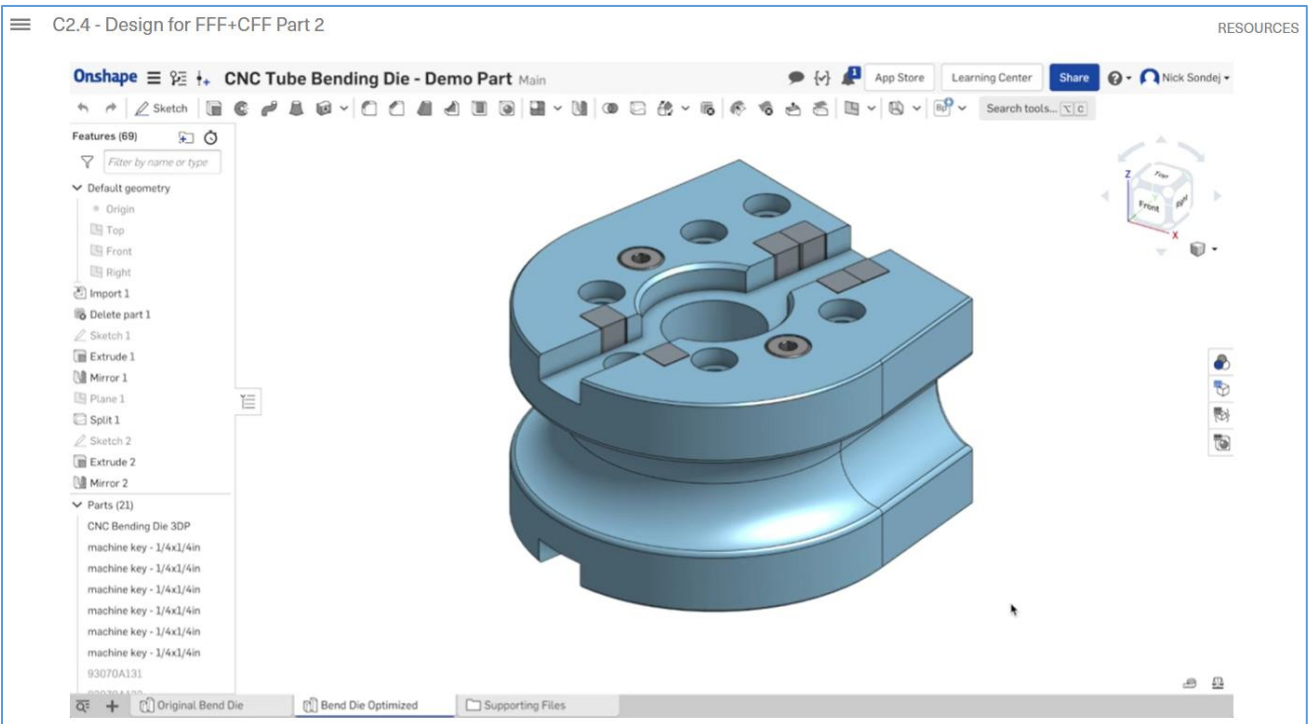 C2.4 - Design for FFF+CFF Part 2
RESOURCES
Onshape CNC Tube Bending Die - Demo Part Main 1 App Store Learning Center Share Nick Sondej
Sketch Search tools... ⌥ C
Features (69)
Filter by name or type
Default geometry
Origin
Top
Front
Right
Import 1
Delete part 1
Sketch 1
Extrude 1
Mirror 1
Plane 1
Split 1
Sketch 2
Extrude 2
Mirror 2
Parts (21)
CNC Bending Die 3DP
machine key - 1/4x1/4in
machine key - 1/4x1/4in
machine key - 1/4x1/4in
machine key - 1/4x1/4in
machine key - 1/4x1/4in
machine key - 1/4x1/4in
93070A131
Z
Top
Front
Right
X
Original Bend Die Bend Die Optimized Supporting Files